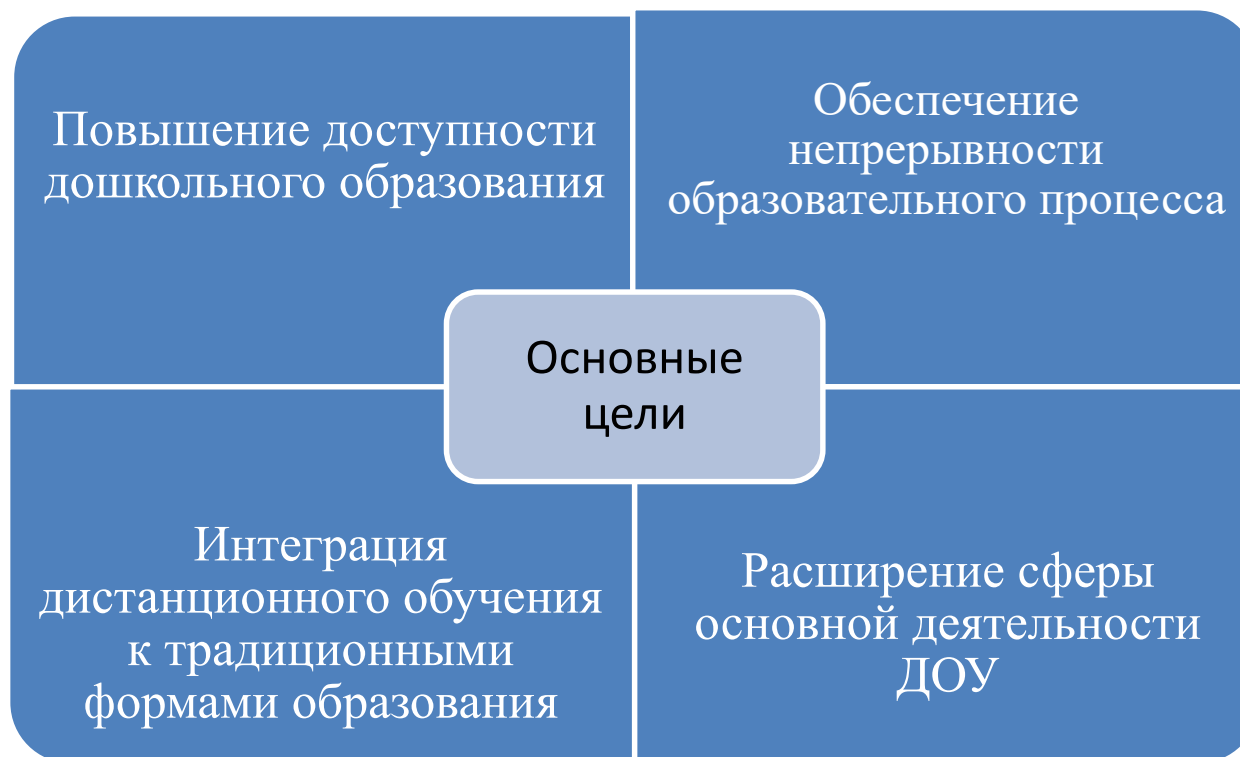 Повышение доступности
дошкольного образования
Обеспечение
непрерывности
образовательного процесса
Основные
цели
Интеграция
дистанционного обучения
к традиционными
формами образования
Расширение сферы
основной деятельности
ДОУ